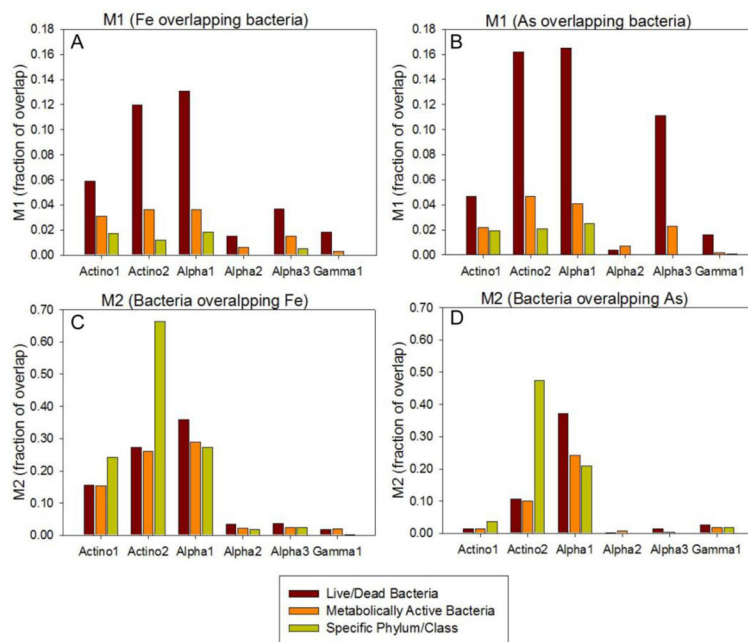 M1 (Fe overlapping bacteria)
A
M1 (fraction of overlap)
0.18
0.16
0.14
0.12
0.10
0.08
0.06
0.04
0.02
0.00
Actino1 Actino2 Alpha1 Alpha2 Alpha3 Gamma1
M1 (As overlapping bacteria)
B
M1 (fraction of overlap)
0.18
0.16
0.14
0.12
0.10
0.08
0.06
0.04
0.02
0.00
Actino1 Actino2 Alpha1 Alpha2 Alpha3 Gamma1
M2 (Bacteria overalpping Fe)
C
M2 (fraction of overlap)
0.70
0.60
0.50
0.40
0.30
0.20
0.10
0.00
Actino1 Actino2 Alpha1 Alpha2 Alpha3 Gamma1
M2 (Bacteria overalpping As)
D
M2 (fraction of overlap)
0.70
0.60
0.50
0.40
0.30
0.20
0.10
0.00
Actino1 Actino2 Alpha1 Alpha2 Alpha3 Gamma1
Live/Dead Bacteria
Metabolically Active Bacteria
Specific Phylum/Class